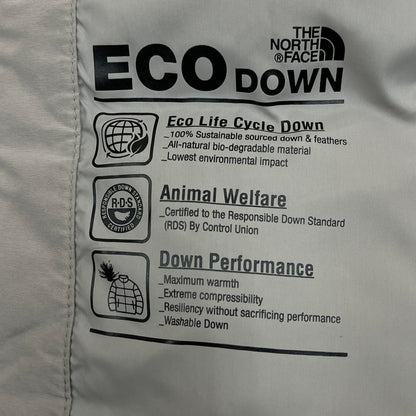 THE
NORTH
FACE
ECO DOWN
Eco Life Cycle Down
_100% Sustainable sourced down & feathers
_All-natural bio-degradable material
_Lowest environmental impact
RESPONSIBLE DOWN STANDARD
R·D·S
CERTIFIED
Animal Welfare
_Certified to the Responsible Down Standard
(RDS) By Control Union
Down Performance
_Maximum warmth
_Extreme compressibility
_Resiliency without sacrificing performance
_Washable Down